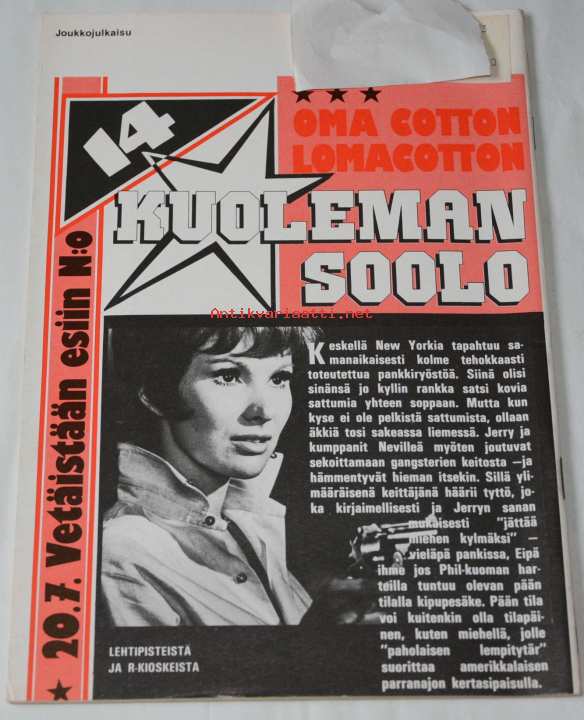 Joukkojulkaisu
14
OMA COTTON
LOMACOTTON
KUOLEMAN
SOOLO
20.7. Vetäistään esiin N:o
Antikvariaatti.net
Keskellä New Yorkia tapahtuu sa-
manaikaisesti kolme tehokkaasti
toteutettua pankkiryöstöä. Siinä olisi
sinänsä jo kyllin rankka satsi kovia
sattumia yhteen soppaan. Mutta kun
kyse ei ole pelkistä sattumista, ollaan
äkkiä tosi sakeassa liemessä. Jerry ja
kumppanit Nevilleä myöten joutuvat
sekoittamaan gangsterien keitosta —ja
hämmentyvät hieman itsekin. Sillä yli-
määräisenä keittäjänä häärii tyttö, jo-
ka kirjaimellisesti ja Jerryn sanan
mukaisesti "jättää
miehen kylmäksi" —
vieläpä pankissa, Eipä
ihme jos Phil-kuoman har-
teilla tuntuu olevan pään
tilalla kipupesäke. Pään tila
voi kuitenkin olla tilapäi-
nen, kuten miehellä, jolle
"paholaisen lempitytär"
suorittaa amerikkalaisen
parranajon kertasipaisulla.
LEHTIPISTEISTÄ
JA R-KIOSKEISTA